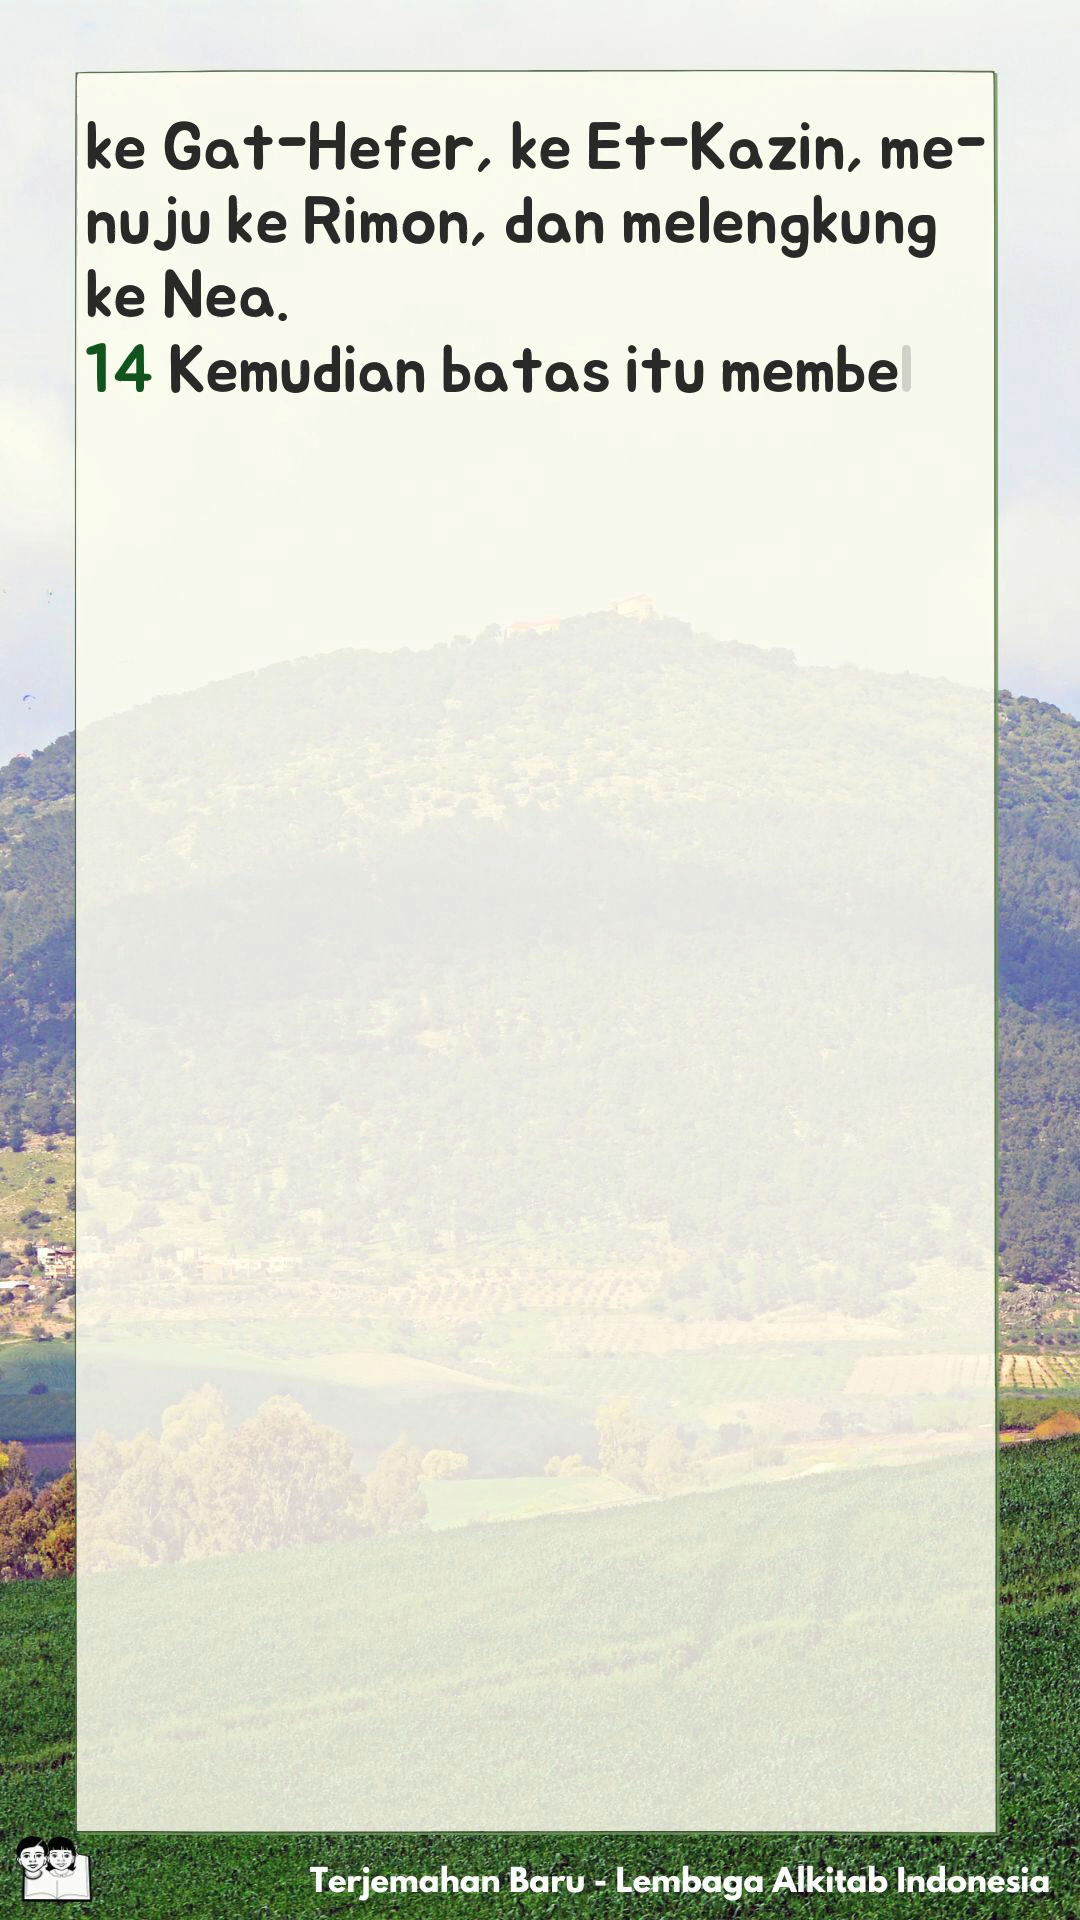 ke Gat-Hefer, ke Et-Kazin, me-
nuju ke Rimon, dan melengkung
ke Nea.
14 Kemudian batas itu membel
Terjemahan Baru - Lembaga Alkitab Indonesia